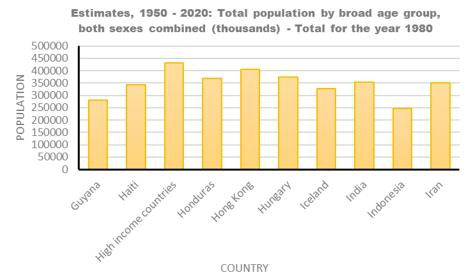 Estimates, 1950 - 2020: Total population by broad age group,
both sexes combined (thousands) - Total for the year 1980
POPULATION
500000
450000
400000
350000
300000
250000
200000
150000
100000
50000
0
Guyana
Haiti
High income countries
Honduras
Hong Kong
Hungary
Iceland
India
Indonesia
Iran
COUNTRY